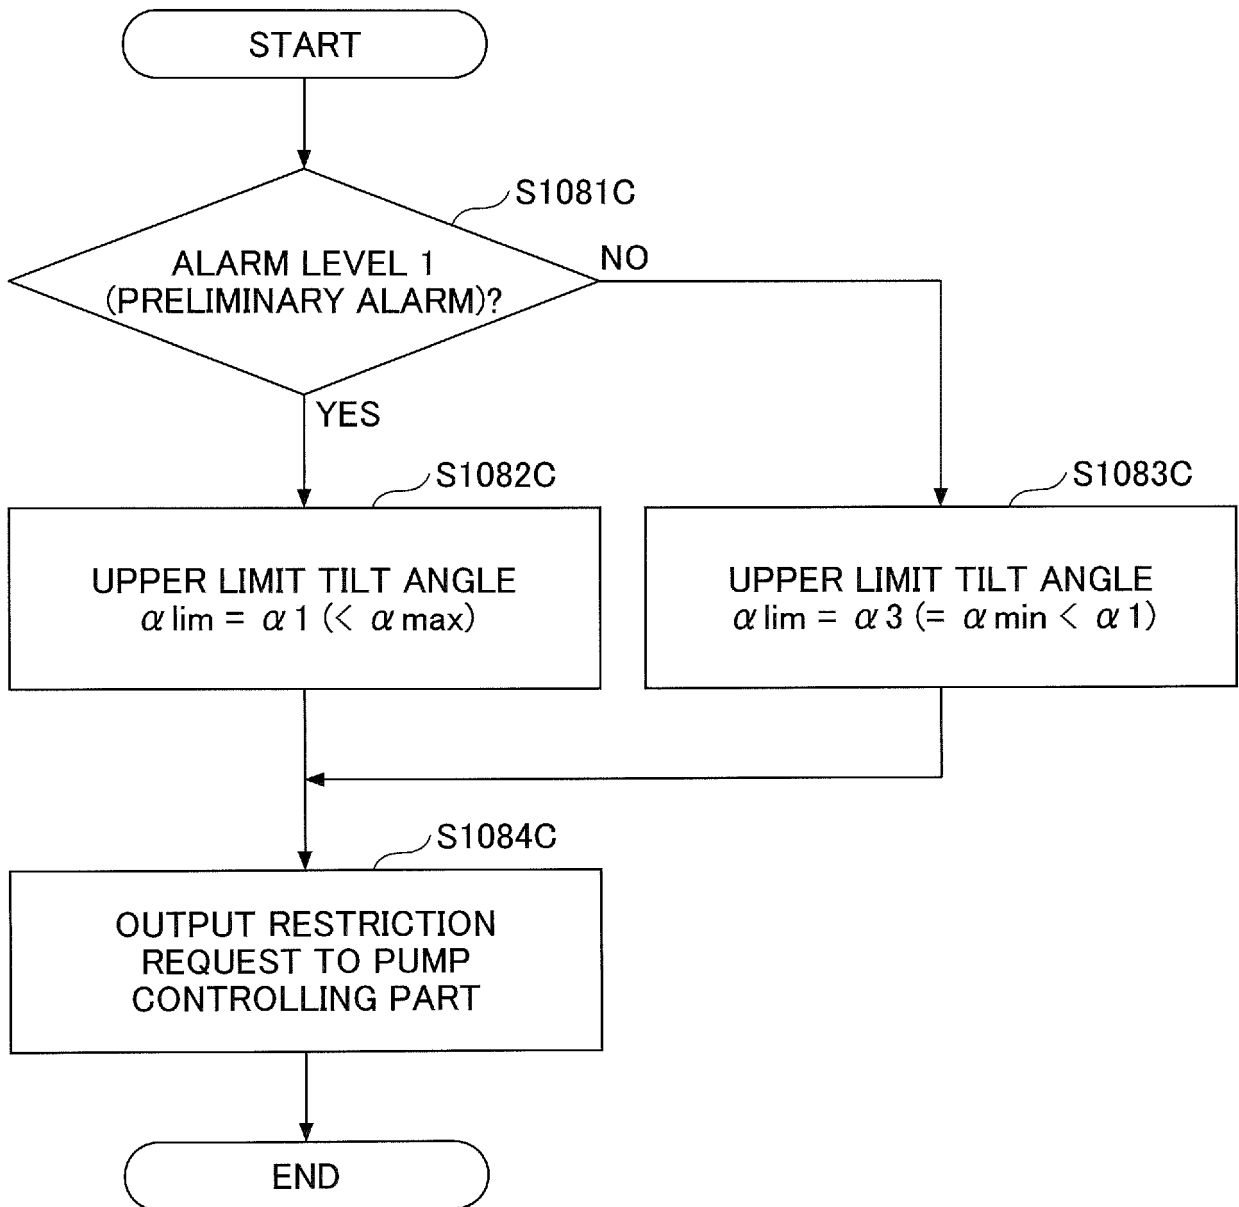 START
S1081C
ALARM LEVEL 1
(PRELIMINARY ALARM)?
NO
YES
S1082C
UPPER LIMIT TILT ANGLE
α lim = α 1 (< α max)
S1083C
UPPER LIMIT TILT ANGLE
α lim = α 3 (= α min < α 1)
S1084C
OUTPUT RESTRICTION
REQUEST TO PUMP
CONTROLLING PART
END